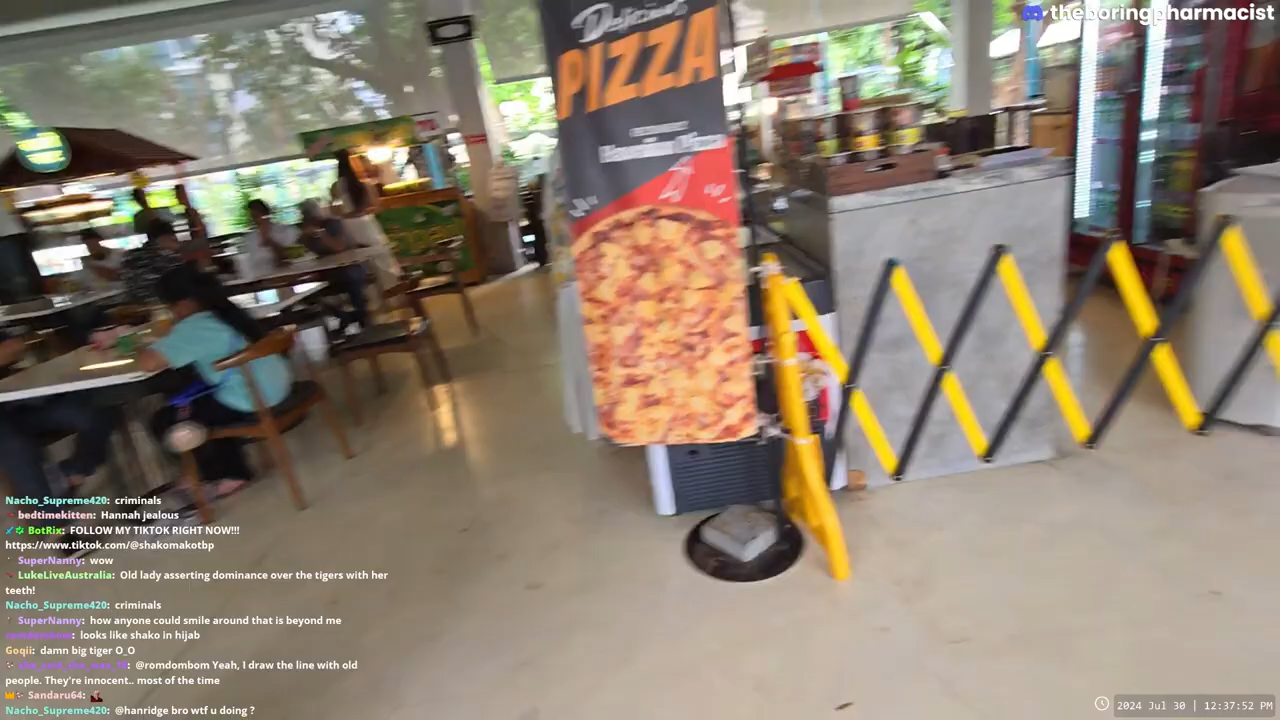 theboringpharmacist
Delicious
PIZZA
Hawaiian Pizza
Nacho_Supreme420: criminals
bedtimekitten: Hannah jealous
BotRix: FOLLOW MY TIKTOK RIGHT NOW!!!
https://www.tiktok.com/@shakomakotbp
SuperNanny: wow
LukeLiveAustralia: Old lady asserting dominance over the tigers with her
teeth!
Nacho_Supreme420: criminals
SuperNanny: how anyone could smile around that is beyond me
looks like shako in hijab
Goqii: damn big tiger O_O
@romdombom Yeah, I draw the line with old
people. They're innocent.. most of the time
Sandaru64:
Nacho_Supreme420: @hanridge bro wtf u doing ?
2024 Jul 30 | 12:37:52 PM